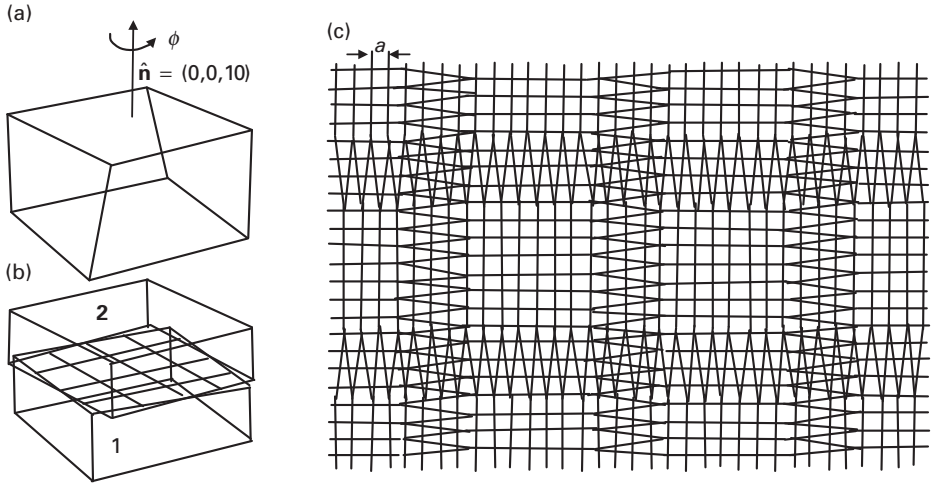 (a)
ϕ
n̂ = (0,0,10)
(b)
2
1
(c)
a